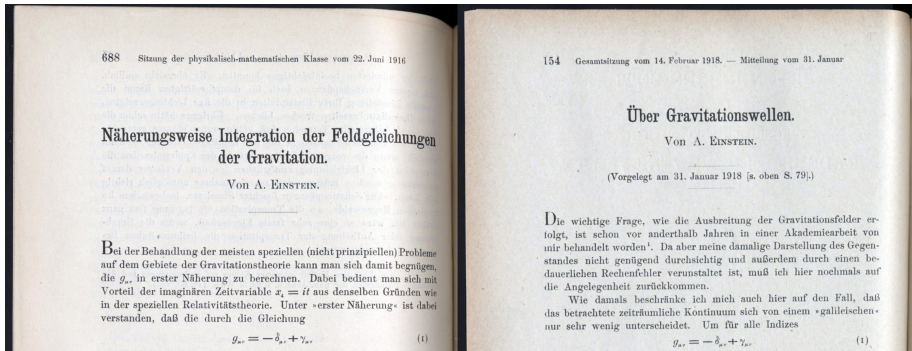 688 Sitzung der physikalisch-mathematischen Klasse vom 22. Juni 1916
Näherungsweise Integration der Feldgleichungen
der Gravitation.
Von A. Einstein.
Bei der Behandlung der meisten speziellen (nicht prinzipiellen) Probleme
auf dem Gebiete der Gravitationstheorie kann man sich damit begnügen,
die gμν in erster Näherung zu berechnen. Dabei bedient man sich mit
Vorteil der imaginären Zeitvariable x₄ = it aus denselben Gründen wie
in der speziellen Relativitätstheorie. Unter »erster Näherung« ist dabei
verstanden, daß die durch die Gleichung
gμν = — δμν + γμν (1)
154 Gesamtsitzung vom 14. Februar 1918. — Mitteilung vom 31. Januar
Über Gravitationswellen.
Von A. Einstein.
(Vorgelegt am 31. Januar 1918 [s. oben S. 79].)
Die wichtige Frage, wie die Ausbreitung der Gravitationsfelder er-
folgt, ist schon vor anderthalb Jahren in einer Akademiearbeit von
mir behandelt worden¹. Da aber meine damalige Darstellung des Gegen-
standes nicht genügend durchsichtig und außerdem durch einen be-
dauerlichen Rechenfehler verunstaltet ist, muß ich hier nochmals auf
die Angelegenheit zurückkommen.
Wie damals beschränke ich mich auch hier auf den Fall, daß
das betrachtete zeiträumliche Kontinuum sich von einem »galileischen«
nur sehr wenig unterscheidet. Um für alle Indizes
gμν = — δμν + γμν (1)